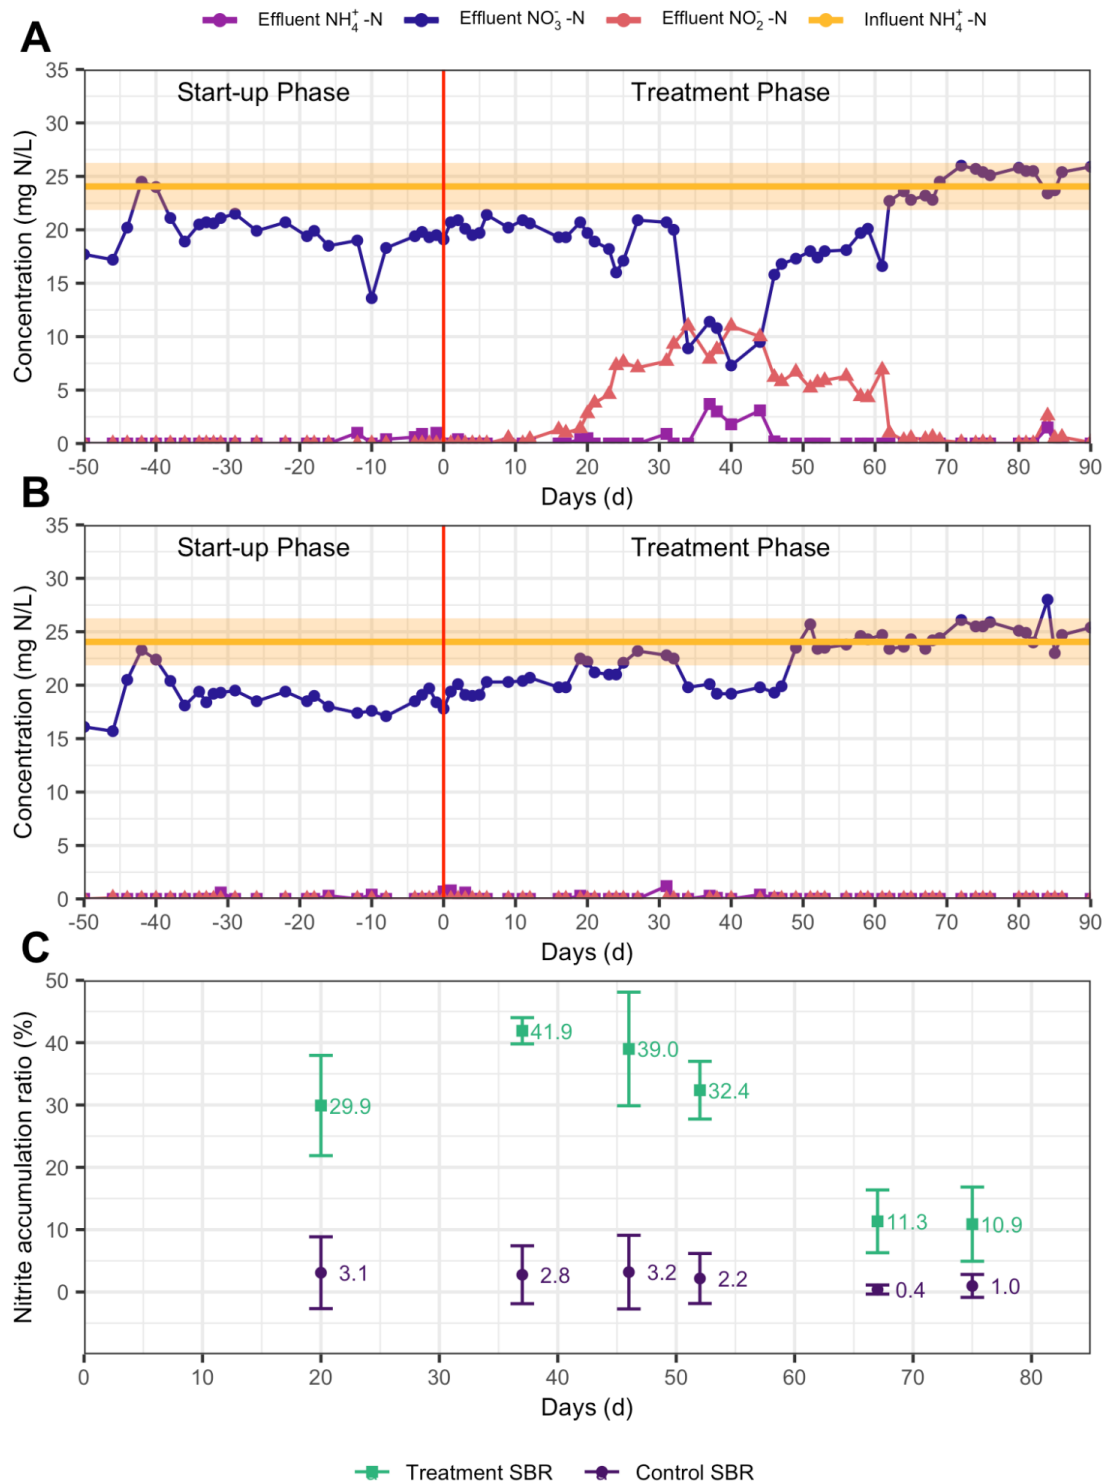 Effluent NH₄⁺-N Effluent NO₃⁻-N Effluent NO₂⁻-N Influent NH₄⁺-N
A
Concentration (mg N/L)
35
30
25
20
15
10
5
0
Start-up Phase Treatment Phase
-50 -40 -30 -20 -10 0 10 20 30 40 50 60 70 80 90
Days (d)
B
Concentration (mg N/L)
35
30
25
20
15
10
5
0
Start-up Phase Treatment Phase
-50 -40 -30 -20 -10 0 10 20 30 40 50 60 70 80 90
Days (d)
C
Nitrite accumulation ratio (%)
50
40
30
20
10
0
29.9 41.9 39.0 32.4 11.3 10.9
3.1 2.8 3.2 2.2 0.4 1.0
0 10 20 30 40 50 60 70 80
Days (d)
Treatment SBR Control SBR